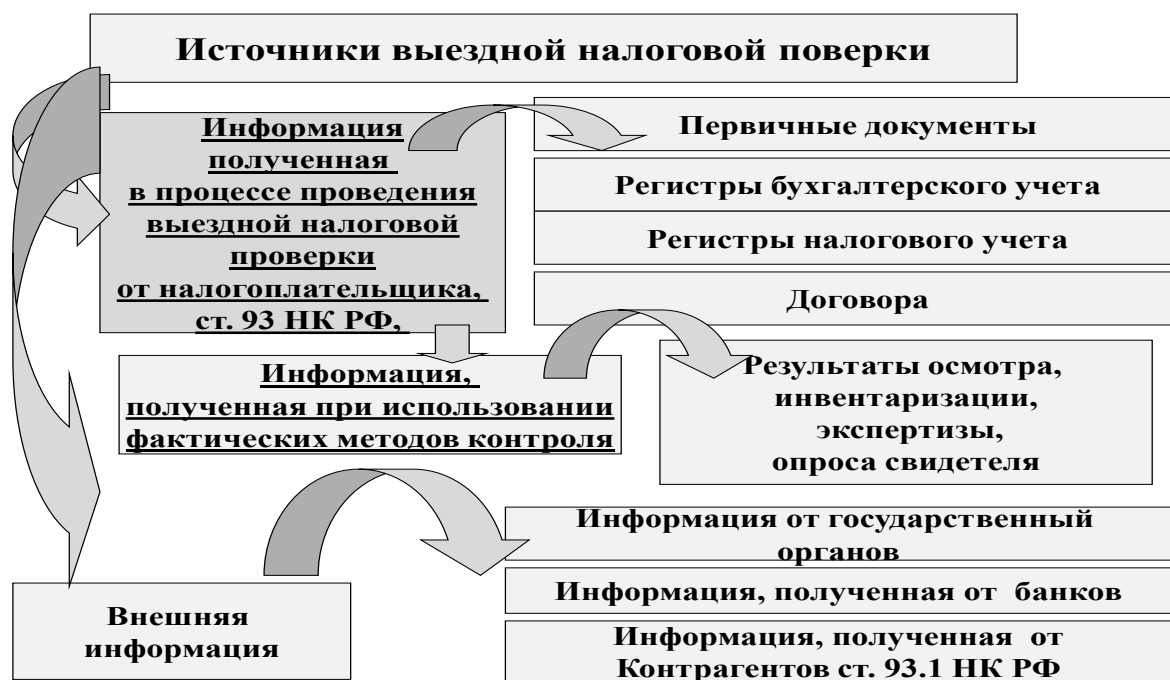 Источники выездной налоговой поверки
Информация
полученная
в процессе проведения
выездной налоговой
проверки
от налогоплательщика,
ст. 93 НК РФ,
Первичные документы
Регистры бухгалтерского учета
Регистры налогового учета
Договора
Информация,
полученная при использовании
фактических методов контроля
Результаты осмотра,
инвентаризации,
экспертизы,
опроса свидетеля
Внешняя
информация
Информация от государственный
органов
Информация, полученная от банков
Информация, полученная от
Контрагентов ст. 93.1 НК РФ